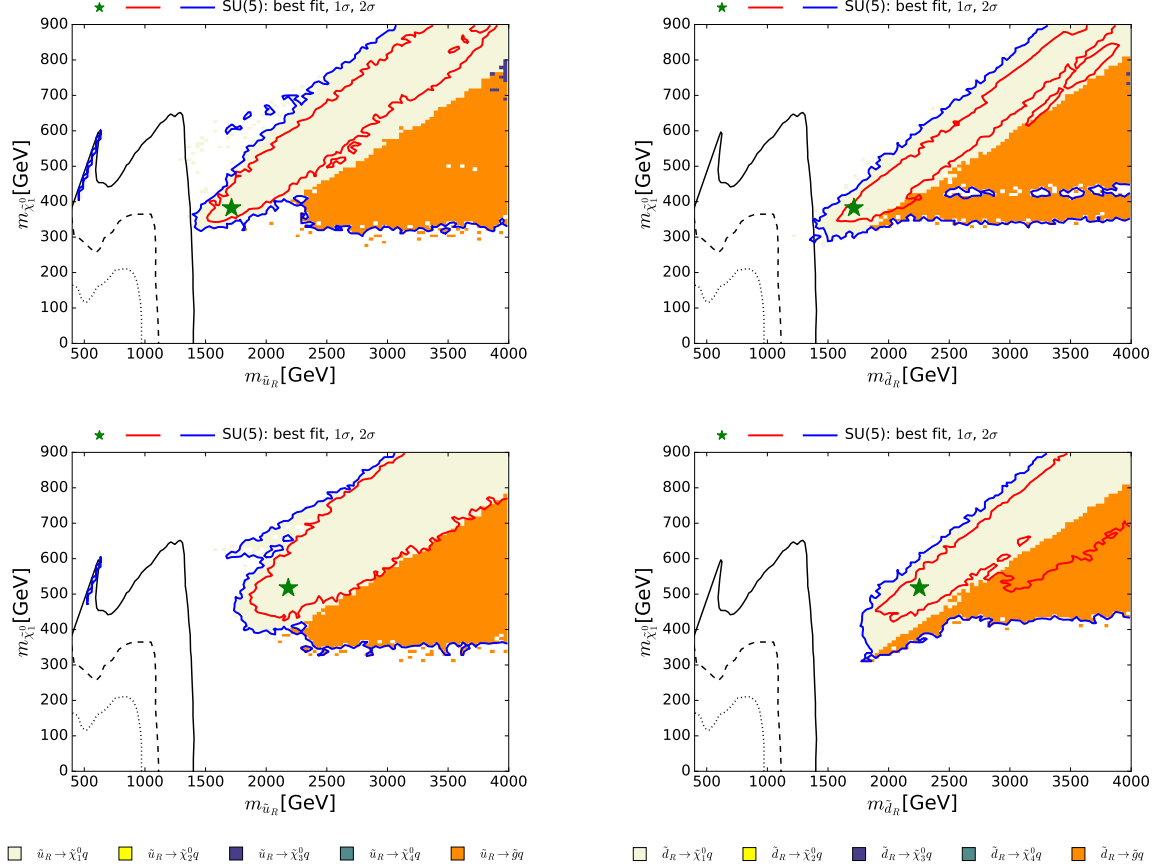 SU(5): best fit, 1σ, 2σ
SU(5): best fit, 1σ, 2σ
900
800
700
600
500
400
300
200
100
0
m_{χ̃⁰₁}[GeV]
500 1000 1500 2000 2500 3000 3500 4000
m_{ũ_R}[GeV]
900
800
700
600
500
400
300
200
100
0
m_{χ̃⁰₁}[GeV]
500 1000 1500 2000 2500 3000 3500 4000
m_{d̃_R}[GeV]
SU(5): best fit, 1σ, 2σ
SU(5): best fit, 1σ, 2σ
900
800
700
600
500
400
300
200
100
0
m_{χ̃⁰₁}[GeV]
500 1000 1500 2000 2500 3000 3500 4000
m_{ũ_R}[GeV]
900
800
700
600
500
400
300
200
100
0
m_{χ̃⁰₁}[GeV]
500 1000 1500 2000 2500 3000 3500 4000
m_{d̃_R}[GeV]
ũ_R→χ̃⁰₁q ũ_R→χ̃⁰₂q ũ_R→χ̃⁰₃q ũ_R→χ̃⁰₄q ũ_R→g̃q
d̃_R→χ̃⁰₁q d̃_R→χ̃⁰₂q d̃_R→χ̃⁰₃q d̃_R→χ̃⁰₄q d̃_R→g̃q